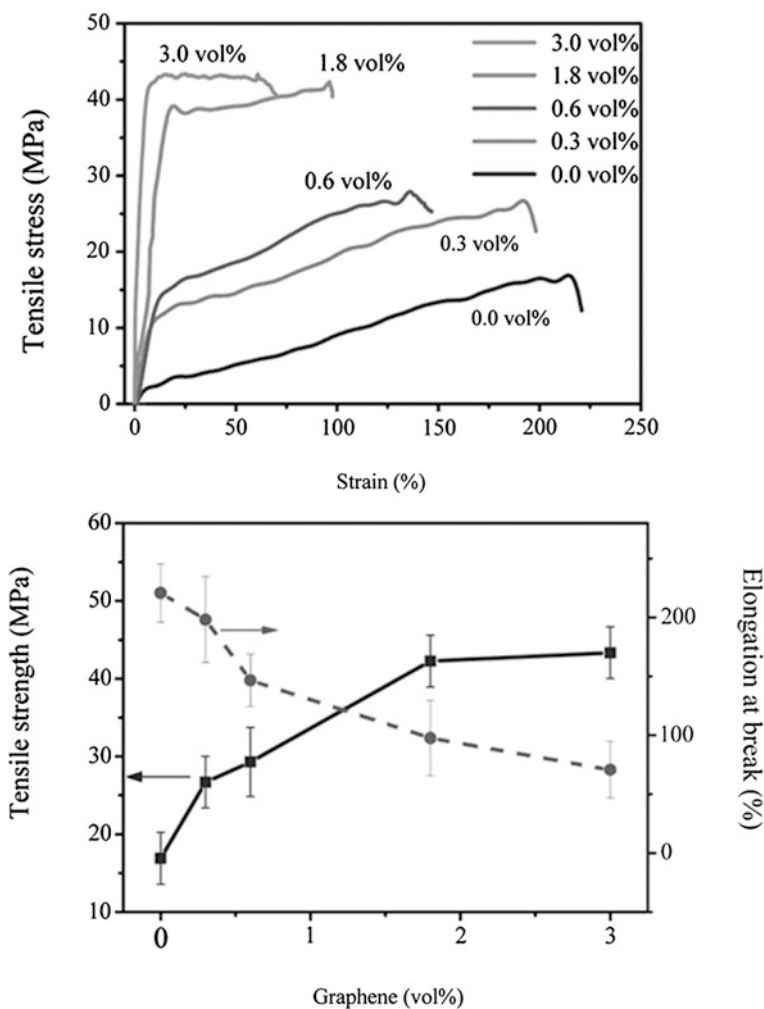 50
40
30
20
10
0
Tensile stress (MPa)
3.0 vol%
1.8 vol%
0.6 vol%
0.3 vol%
0.0 vol%
3.0 vol%
1.8 vol%
0.6 vol%
0.3 vol%
0.0 vol%
0 50 100 150 200 250
Strain (%)
60
50
40
30
20
10
Tensile strength (MPa)
200
100
0
Elongation at break (%)
0 1 2 3
Graphene (vol%)